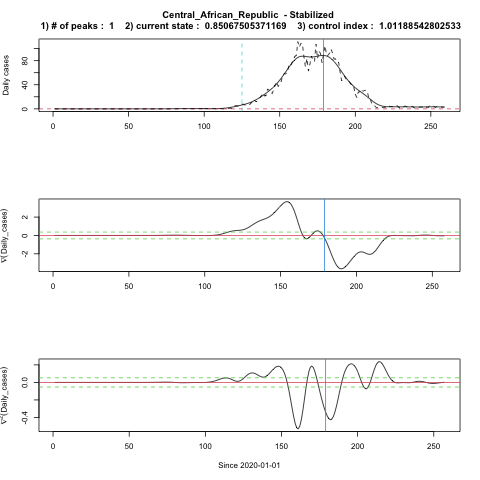 Central_African_Republic - Stabilized
1) # of peaks : 1 2) current state : 0.85067505371169 3) control index : 1.01188542802533
Daily cases
80
40
0
0 50 100 150 200 250
∇(Daily_cases)
2
0
-2
0 50 100 150 200 250
∇²(Daily_cases)
0.0
-0.4
0 50 100 150 200 250
Since 2020-01-01